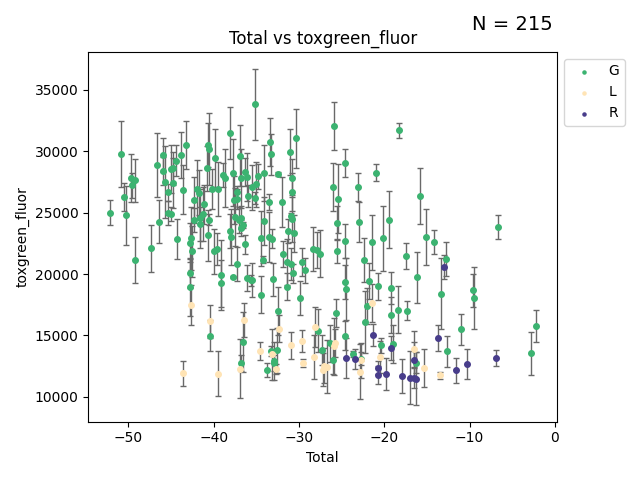 N = 215
Total vs toxgreen_fluor
G
L
R
35000
30000
25000
20000
15000
10000
toxgreen_fluor
−50
−40
−30
−20
−10
0
Total